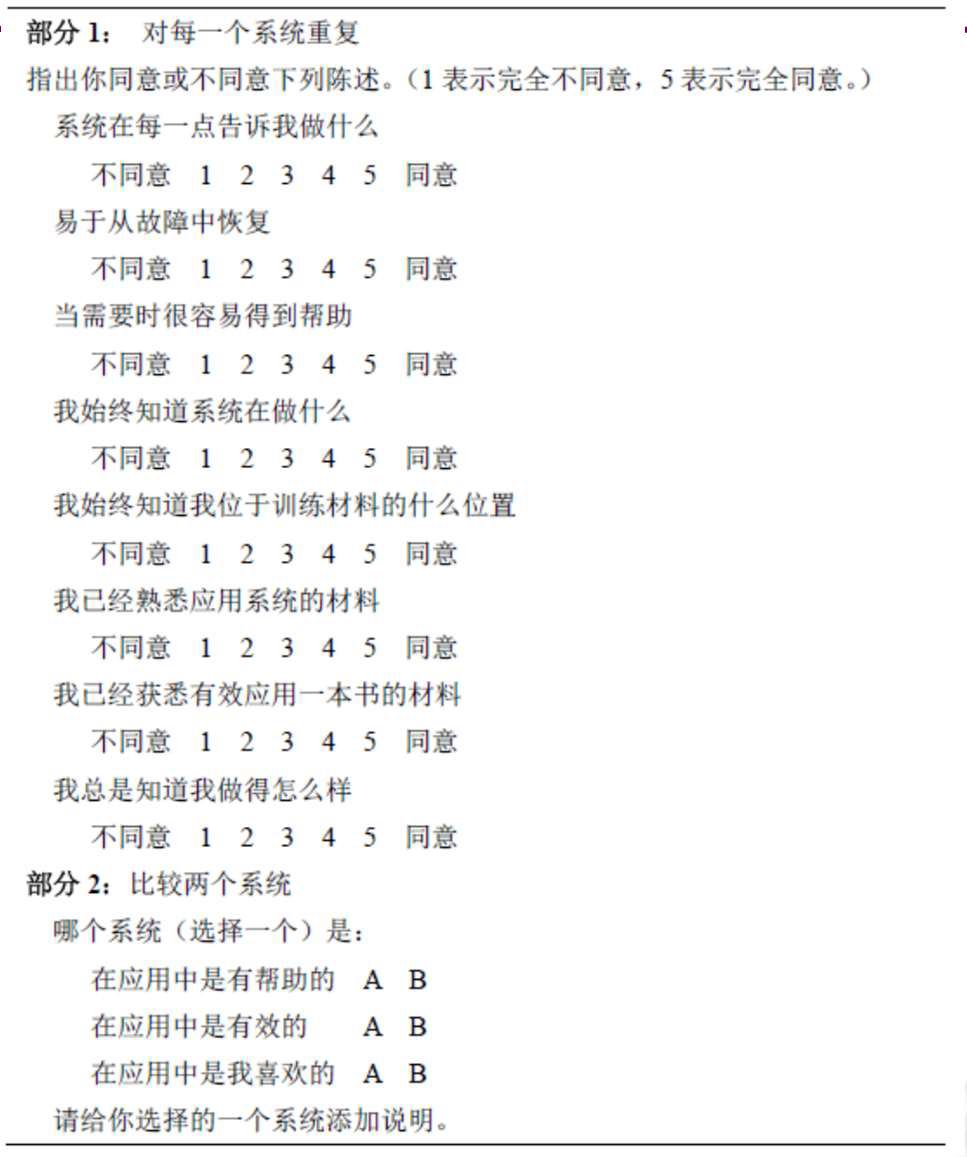 部分 1： 对每一个系统重复
指出你同意或不同意下列陈述。（1 表示完全不同意，5 表示完全同意。）
系统在每一点告诉我做什么
不同意 1 2 3 4 5 同意
易于从故障中恢复
不同意 1 2 3 4 5 同意
当需要时很容易得到帮助
不同意 1 2 3 4 5 同意
我始终知道系统在做什么
不同意 1 2 3 4 5 同意
我始终知道我位于训练材料的什么位置
不同意 1 2 3 4 5 同意
我已经熟悉应用系统的材料
不同意 1 2 3 4 5 同意
我已经获悉有效应用一本书的材料
不同意 1 2 3 4 5 同意
我总是知道我做得怎么样
不同意 1 2 3 4 5 同意
部分 2：比较两个系统
哪个系统（选择一个）是：
在应用中是有帮助的 A B
在应用中是有效的 A B
在应用中是我喜欢的 A B
请给你选择的一个系统添加说明。